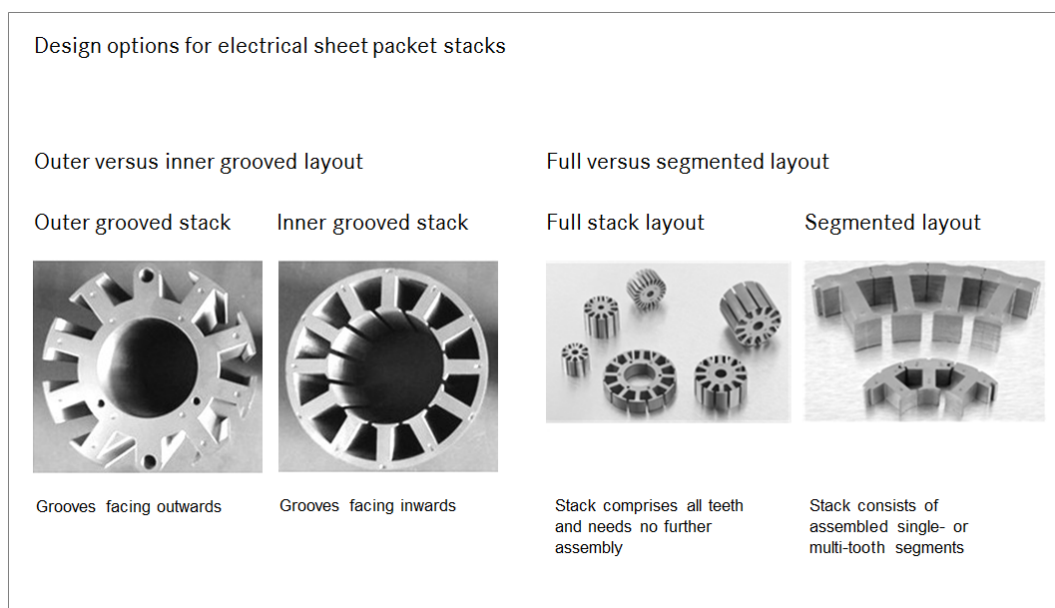 Design options for electrical sheet packet stacks
Outer versus inner grooved layout
Full versus segmented layout
Outer grooved stack
Inner grooved stack
Full stack layout
Segmented layout
Grooves facing outwards
Grooves facing inwards
Stack comprises all teeth
and needs no further
assembly
Stack consists of
assembled single- or
multi-tooth segments